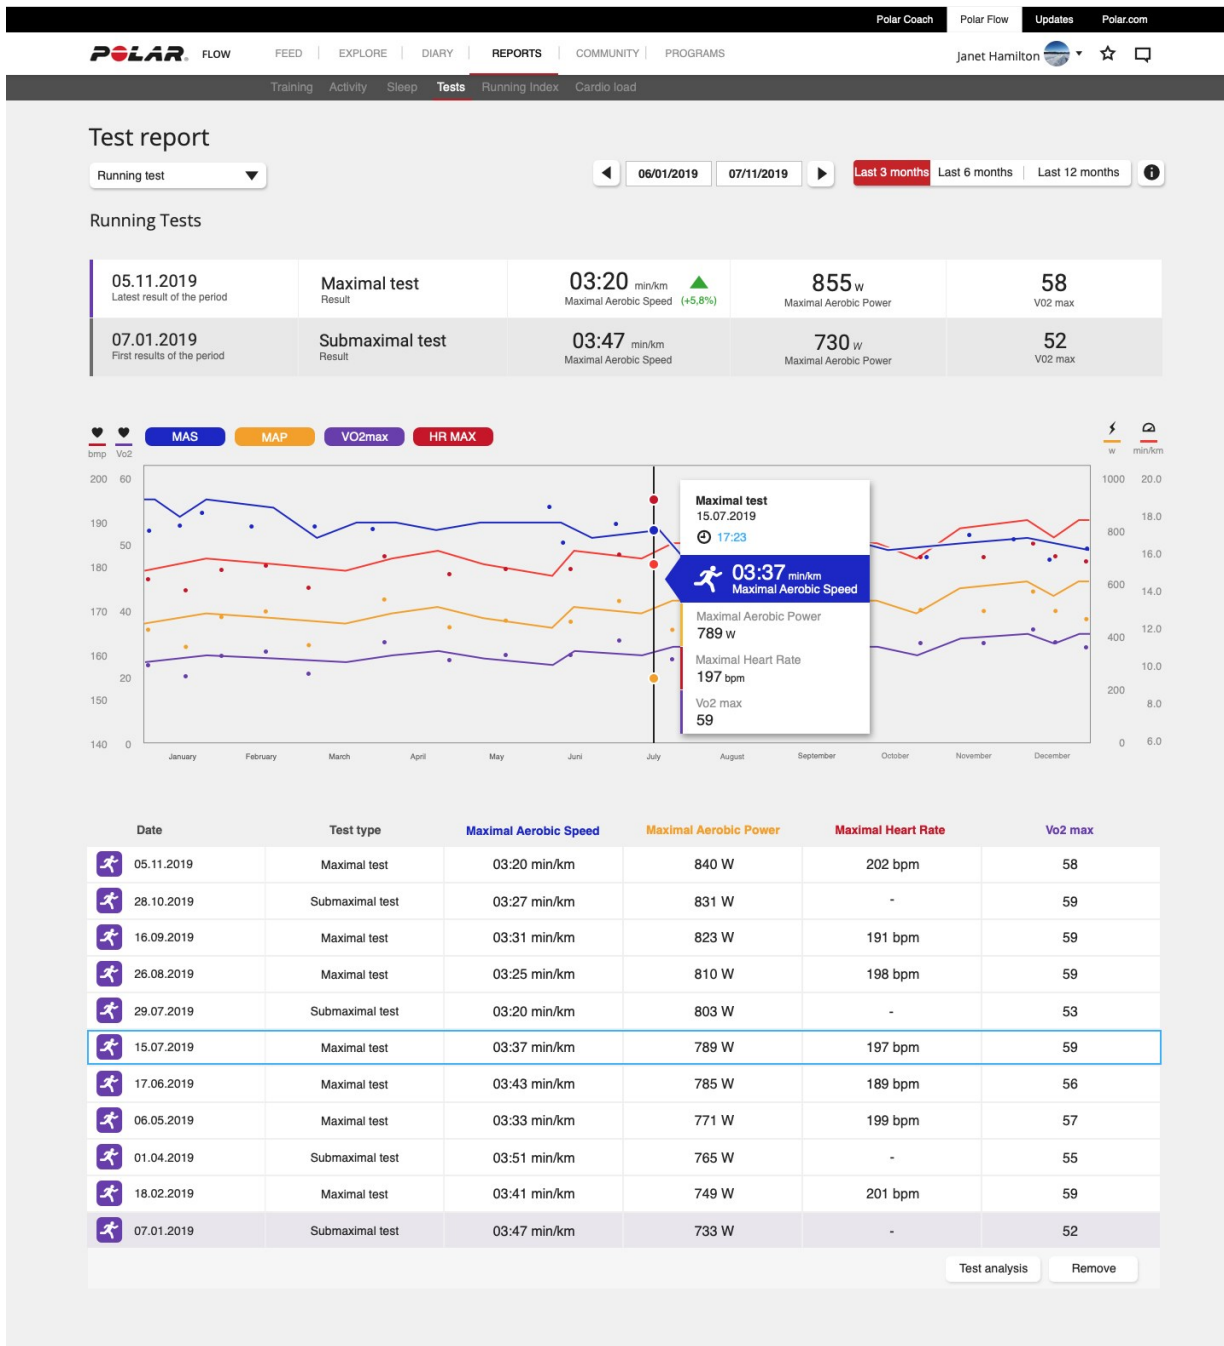 Polar Coach Polar Flow Updates Polar.com
POLAR. FLOW FEED EXPLORE DIARY REPORTS COMMUNITY PROGRAMS Janet Hamilton
Training Activity Sleep Tests Running Index Cardio load
Test report
Running test 06/01/2019 07/11/2019 Last 3 months Last 6 months Last 12 months
Running Tests
05.11.2019 Maximal test 03:20 min/km 855 w 58
Latest result of the period Result Maximal Aerobic Speed (+5,8%) Maximal Aerobic Power V02 max
07.01.2019 Submaximal test 03:47 min/km 730 w 52
First results of the period Result Maximal Aerobic Speed Maximal Aerobic Power V02 max
MAS MAP VO2max HR MAX
bmp Vo2 w min/km
200 60 1000 20.0
190 800 18.0
50 16.0
180 600 14.0
170 40 400 12.0
160 10.0
20 200
150 8.0
140 0 0 6.0
Maximal test
15.07.2019
17:23
03:37 min/km
Maximal Aerobic Speed
Maximal Aerobic Power
789 w
Maximal Heart Rate
197 bpm
Vo2 max
59
January February March April May Juni July August September October November December
Date Test type Maximal Aerobic Speed Maximal Aerobic Power Maximal Heart Rate Vo2 max
05.11.2019 Maximal test 03:20 min/km 840 W 202 bpm 58
28.10.2019 Submaximal test 03:27 min/km 831 W - 59
16.09.2019 Maximal test 03:31 min/km 823 W 191 bpm 59
26.08.2019 Maximal test 03:25 min/km 810 W 198 bpm 59
29.07.2019 Submaximal test 03:20 min/km 803 W - 53
15.07.2019 Maximal test 03:37 min/km 789 W 197 bpm 59
17.06.2019 Maximal test 03:43 min/km 785 W 189 bpm 56
06.05.2019 Maximal test 03:33 min/km 771 W 199 bpm 57
01.04.2019 Submaximal test 03:51 min/km 765 W - 55
18.02.2019 Maximal test 03:41 min/km 749 W 201 bpm 59
07.01.2019 Submaximal test 03:47 min/km 733 W - 52
Test analysis Remove